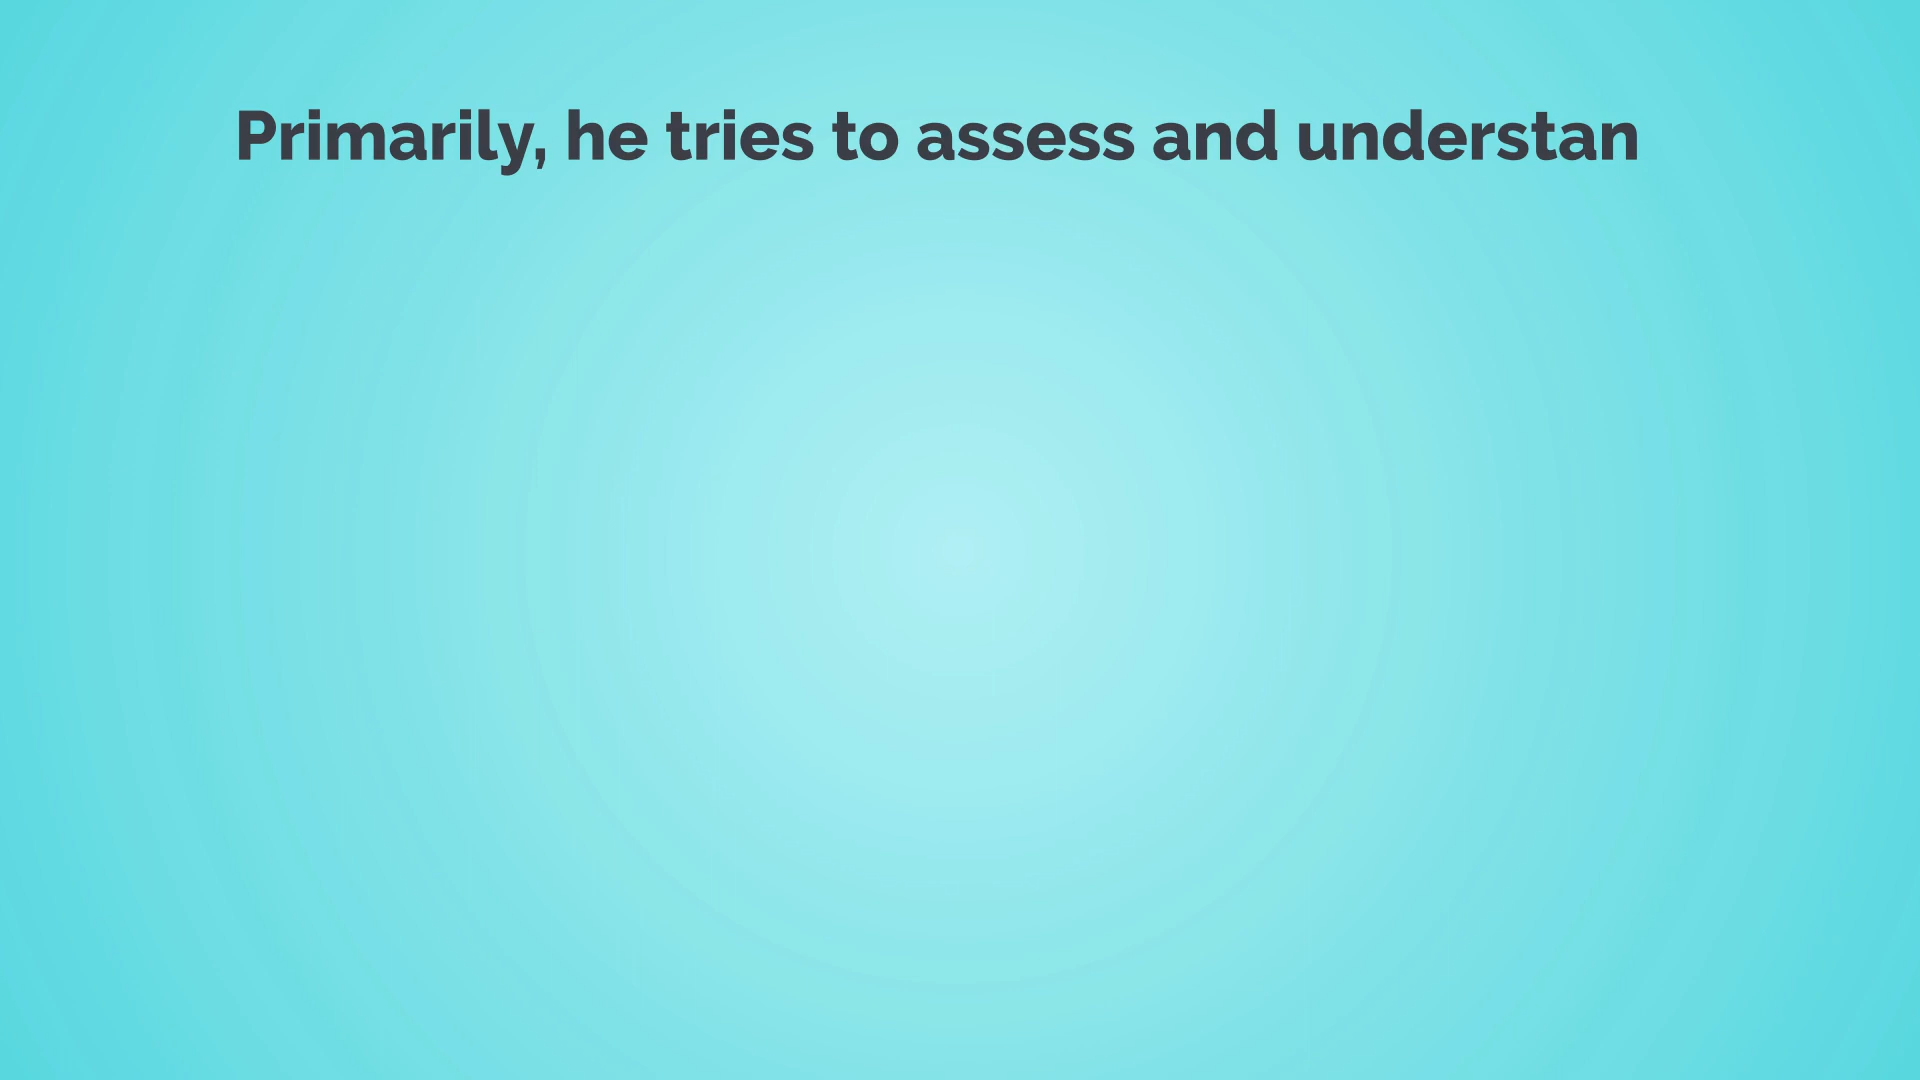 Primarily, he tries to assess and understan